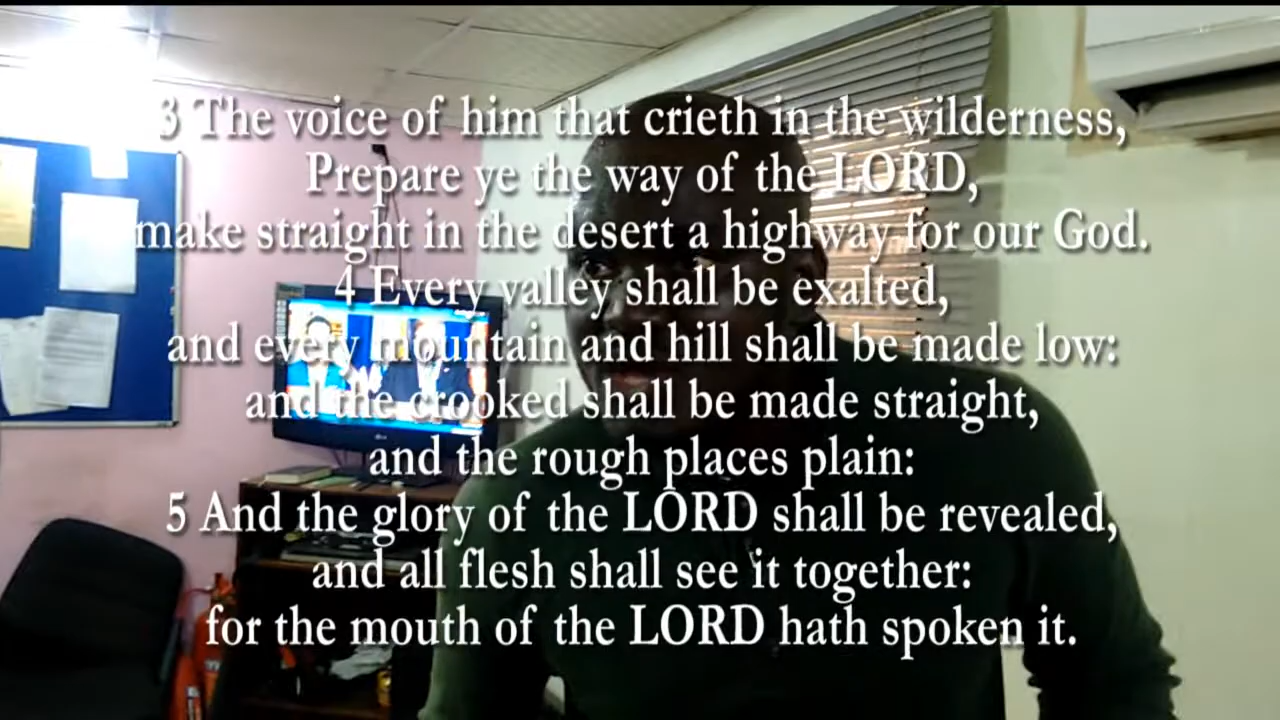 3 The voice of him that crieth in the wilderness,
Prepare ye the way of the LORD,
make straight in the desert a highway for our God.
4 Every valley shall be exalted,
and every mountain and hill shall be made low:
and the crooked shall be made straight,
and the rough places plain:
5 And the glory of the LORD shall be revealed,
and all flesh shall see it together:
for the mouth of the LORD hath spoken it.